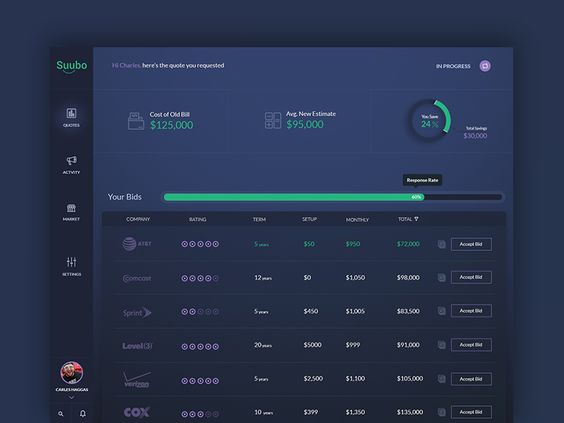 Suubo
Hi Charles, here's the quote you requested
IN PROGRESS
QUOTES
ACTIVITY
MARKET
SETTINGS
CARLES HAGGAS
Cost of Old Bill
$125,000
Avg. New Estimate
$95,000
You Save
24 %
Total Savings
$30,000
Response Rate
Your Bids
60%
COMPANY RATING TERM SETUP MONTHLY TOTAL
AT&T 5 years $50 $950 $72,000 Accept Bid
comcast 12 years $0 $1,050 $98,000 Accept Bid
Sprint 5 years $450 $1,005 $83,500 Accept Bid
Level(3) 20 years $5000 $999 $91,000 Accept Bid
verizon 5 years $2,500 $1,100 $105,000 Accept Bid
COX 10 years $399 $1,350 $135,000 Accept Bid